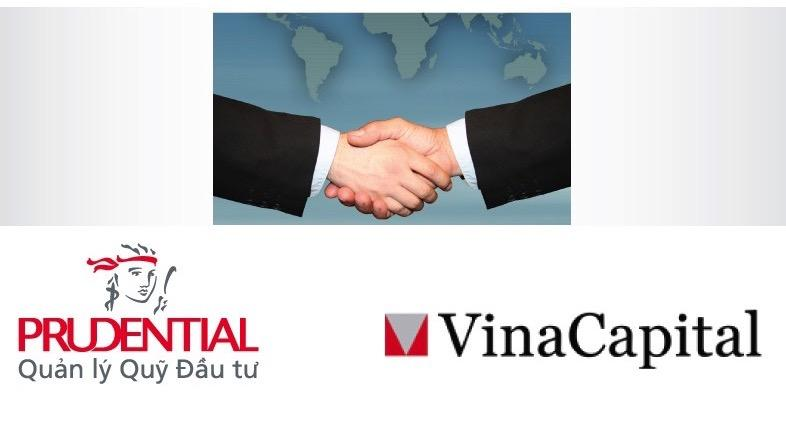 PRUDENTIAL
Quản lý Quỹ Đầu tư
VinaCapital